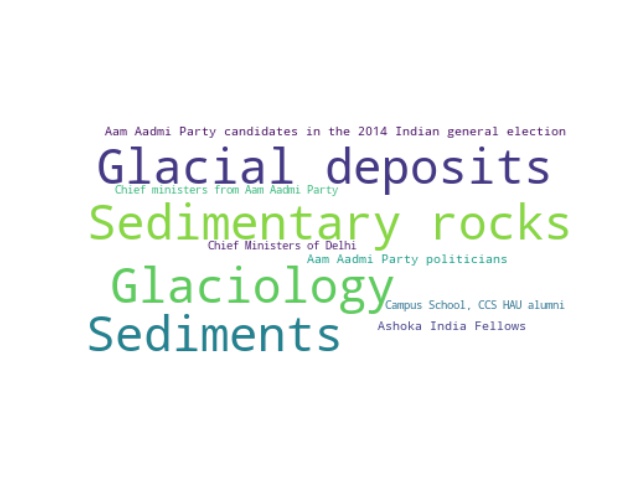 Aam Aadmi Party candidates in the 2014 Indian general election
Glacial deposits
Chief ministers from Aam Aadmi Party
Sedimentary rocks
Chief Ministers of Delhi
Aam Aadmi Party politicians
Glaciology
Campus School, CCS HAU alumni
Sediments
Ashoka India Fellows